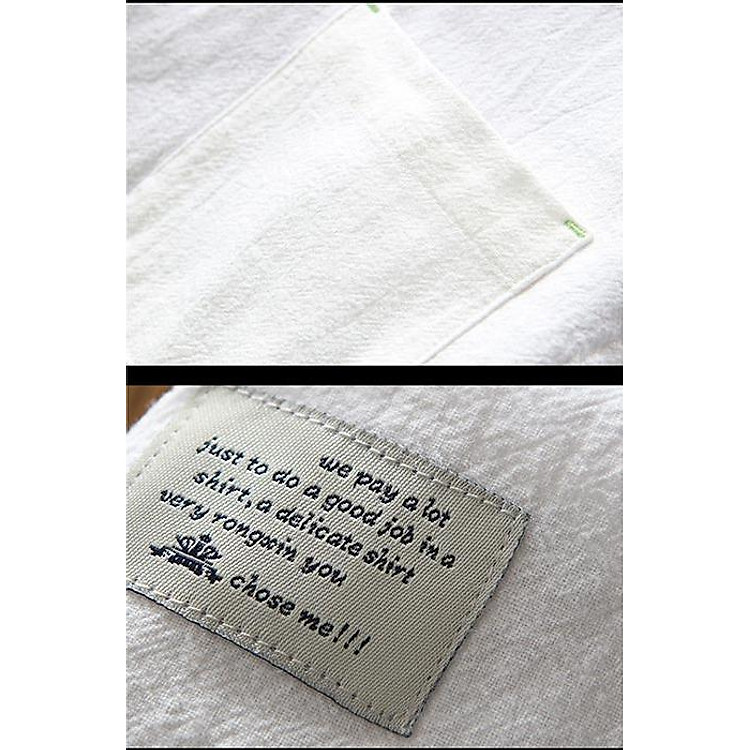 we pay a lot
just to do a good job in a
shirt, a delicate shirt
very rongxin you
chose me!!!